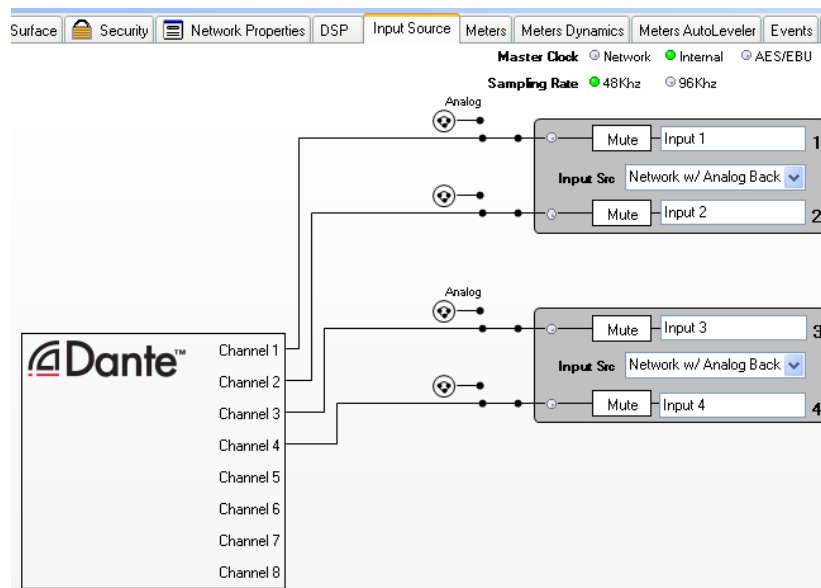 Surface Security Network Properties DSP Input Source Meters Meters Dynamics Meters AutoLeveler Events
Master Clock Network Internal AES/EBU
Sampling Rate 48Khz 96Khz
Analog
Mute Input 1 1
Input Src Network w/ Analog Back
Mute Input 2 2
Analog
Mute Input 3 3
Input Src Network w/ Analog Back
Mute Input 4 4
Dante™
Channel 1
Channel 2
Channel 3
Channel 4
Channel 5
Channel 6
Channel 7
Channel 8